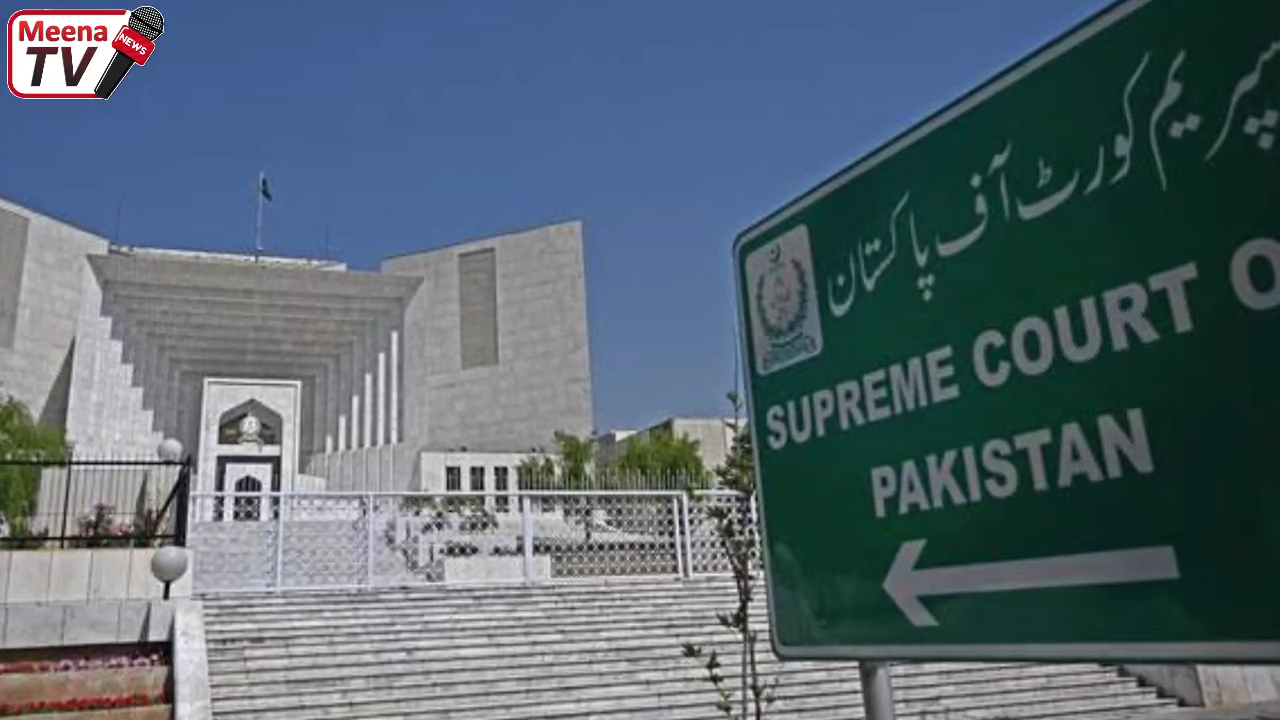 Meena
TV
NEWS
سپریم کورٹ آف پاکستان
SUPREME COURT O
PAKISTAN